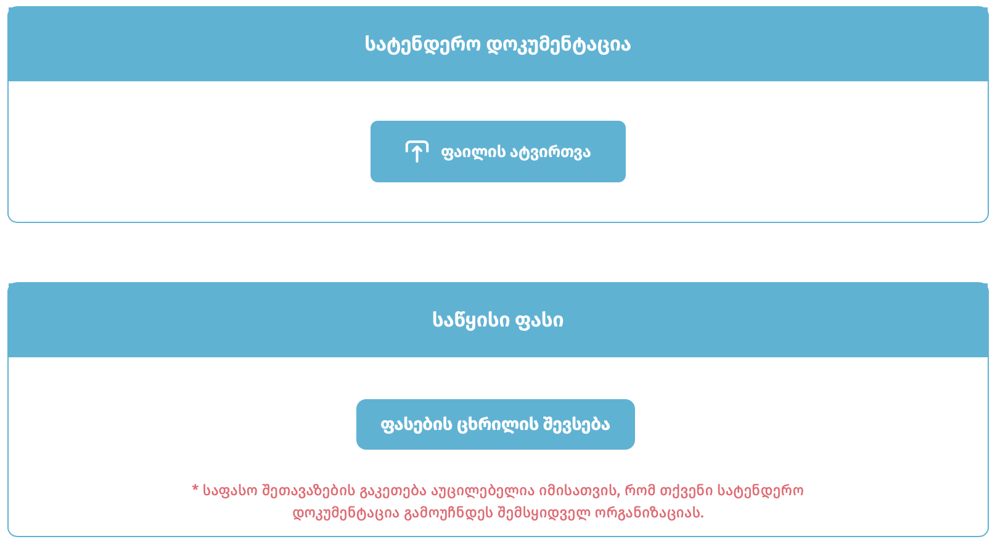 სატენდერო დოკუმენტაცია
ფაილის ატვირთვა
საწყისი ფასი
ფასების ცხრილის შევსება
* საფასო შეთავაზების გაკეთება აუცილებელია იმისათვის, რომ თქვენი სატენდერო
დოკუმენტაცია გამოუჩნდეს შემსყიდველ ორგანიზაციას.